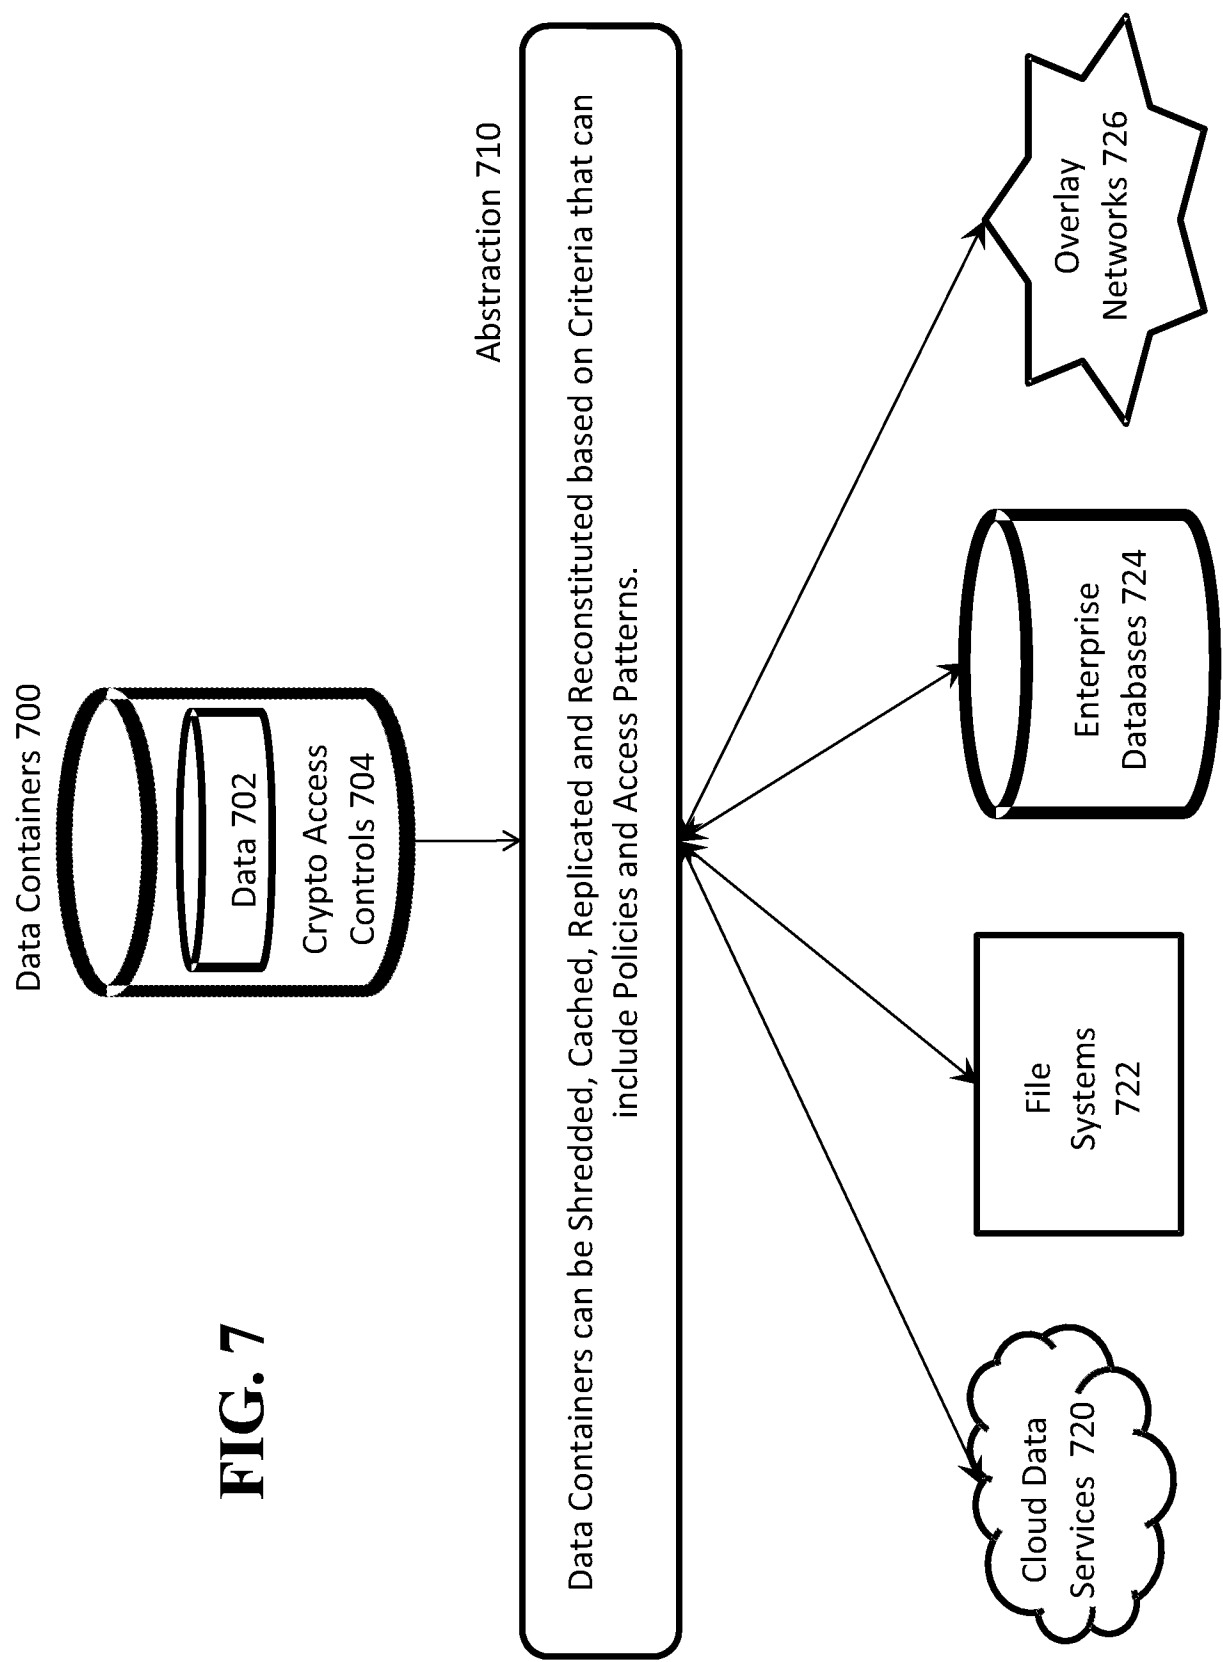 FIG. 7
Data Containers 700
Data 702
Crypto Access
Controls 704
Abstraction 710
Data Containers can be Shredded, Cached, Replicated and Reconstituted based on Criteria that can
include Policies and Access Patterns.
Cloud Data
Services 720
File
Systems
722
Enterprise
Databases 724
Overlay
Networks 726